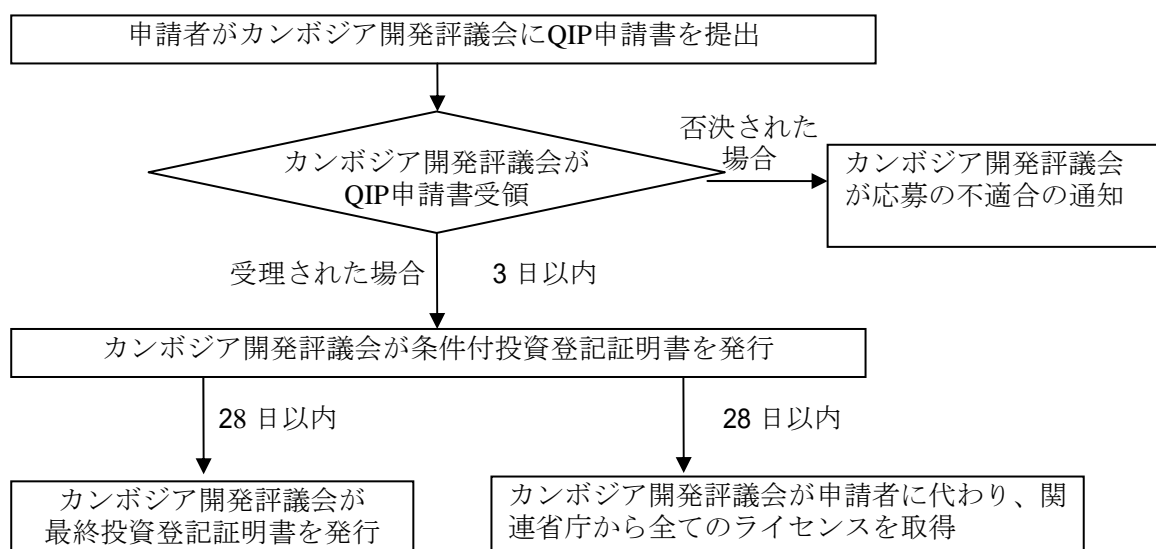 申請者がカンボジア開発評議会にQIP申請書を提出
カンボジア開発評議会が
QIP申請書受領
否決された
場合
カンボジア開発評議会
が応募の不適合の通知
受理された場合
3 日以内
カンボジア開発評議会が条件付投資登記証明書を発行
28 日以内
28 日以内
カンボジア開発評議会が
最終投資登記証明書を発行
カンボジア開発評議会が申請者に代わり、関
連省庁から全てのライセンスを取得